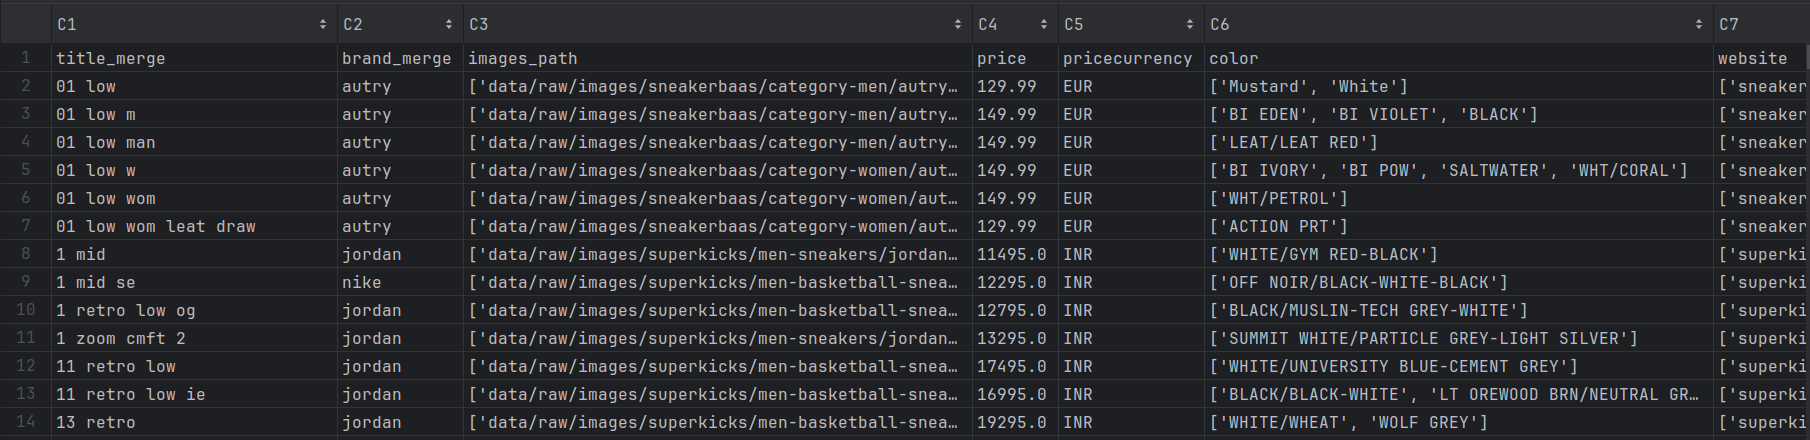 C1 C2 C3 C4 C5 C6 C7
1 title_merge brand_merge images_path price pricecurrency color website
2 01 low autry ['data/raw/images/sneakerbaas/category-men/autry… 129.99 EUR ['Mustard', 'White'] ['sneaker
3 01 low m autry ['data/raw/images/sneakerbaas/category-men/autry… 149.99 EUR ['BI EDEN', 'BI VIOLET', 'BLACK'] ['sneaker
4 01 low man autry ['data/raw/images/sneakerbaas/category-men/autry… 149.99 EUR ['LEAT/LEAT RED'] ['sneaker
5 01 low w autry ['data/raw/images/sneakerbaas/category-women/aut… 149.99 EUR ['BI IVORY', 'BI POW', 'SALTWATER', 'WHT/CORAL'] ['sneaker
6 01 low wom autry ['data/raw/images/sneakerbaas/category-women/aut… 149.99 EUR ['WHT/PETROL'] ['sneaker
7 01 low wom leat draw autry ['data/raw/images/sneakerbaas/category-women/aut… 129.99 EUR ['ACTION PRT'] ['sneaker
8 1 mid jordan ['data/raw/images/superkicks/men-sneakers/jordan… 11495.0 INR ['WHITE/GYM RED-BLACK'] ['superki
9 1 mid se nike ['data/raw/images/superkicks/men-basketball-snea… 12295.0 INR ['OFF NOIR/BLACK-WHITE-BLACK'] ['superki
10 1 retro low og jordan ['data/raw/images/superkicks/men-basketball-snea… 12795.0 INR ['BLACK/MUSLIN-TECH GREY-WHITE'] ['superki
11 1 zoom cmft 2 jordan ['data/raw/images/superkicks/men-sneakers/jordan… 13295.0 INR ['SUMMIT WHITE/PARTICLE GREY-LIGHT SILVER'] ['superki
12 11 retro low jordan ['data/raw/images/superkicks/men-basketball-snea… 17495.0 INR ['WHITE/UNIVERSITY BLUE-CEMENT GREY'] ['superki
13 11 retro low ie jordan ['data/raw/images/superkicks/men-basketball-snea… 16995.0 INR ['BLACK/BLACK-WHITE', 'LT OREWOOD BRN/NEUTRAL GR… ['superki
14 13 retro jordan ['data/raw/images/superkicks/men-basketball-snea… 19295.0 INR ['WHITE/WHEAT', 'WOLF GREY'] ['superki